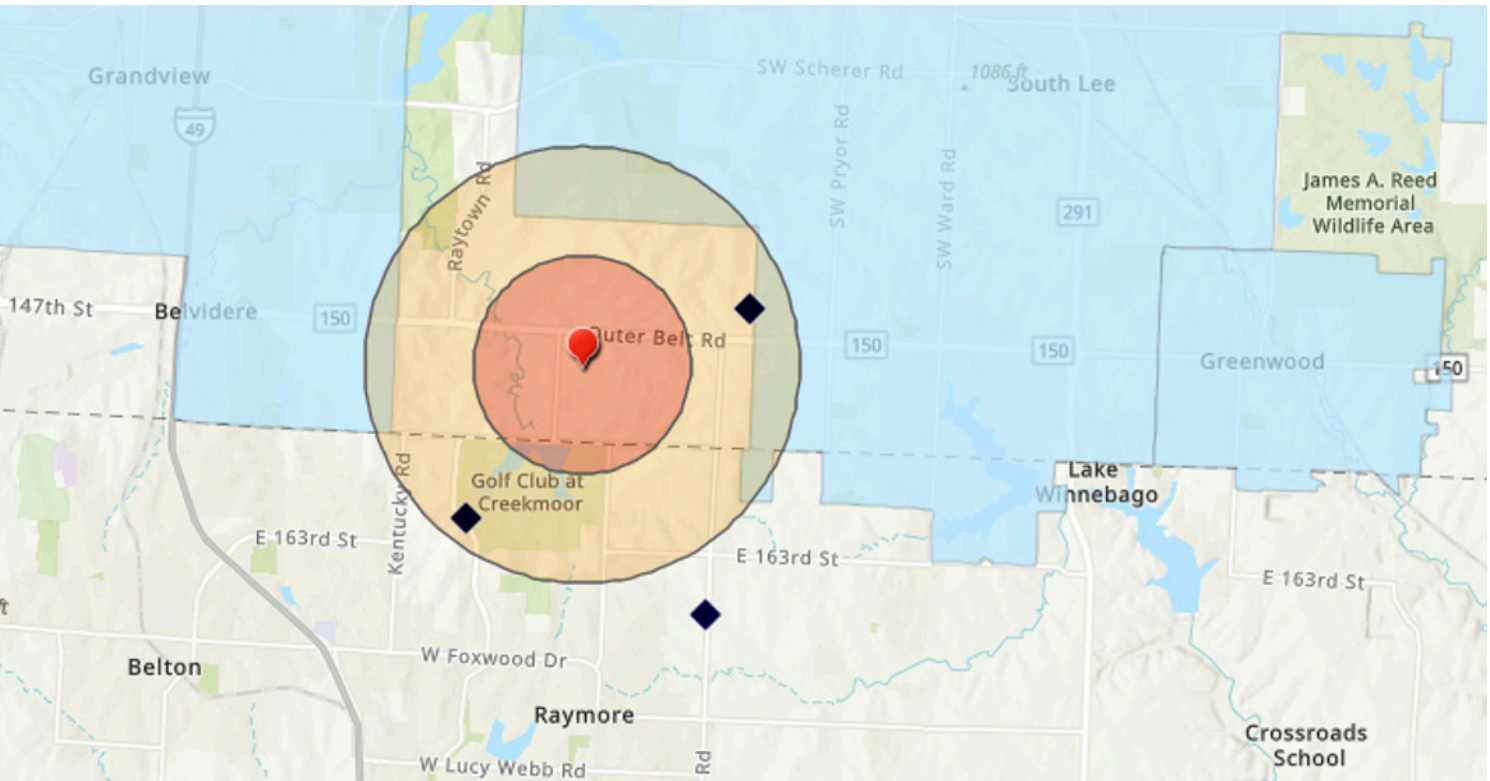 Grandview
SW Scherer Rd
1086 ft
South Lee
49
SW Pryor Rd
SW Ward Rd
Raytown Rd
James A. Reed
Memorial
Wildlife Area
291
147th St
Belvidere
150
Outer Belt Rd
150
150
Greenwood
150
Golf Club at
Creekmoor
Kentucky Rd
Lake
Winnebago
E 163rd St
E 163rd St
E 163rd St
ft
W Foxwood Dr
Belton
Raymore
Crossroads
School
W Lucy Webb Rd
Rd